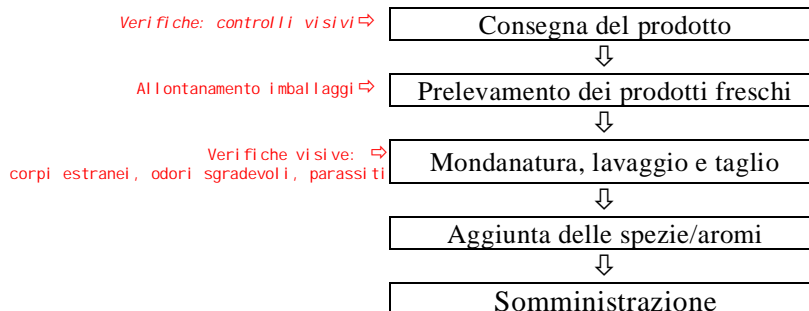 Verifiche: controlli visivi⇨
Consegna del prodotto
⇩
Allontanamento imballaggi⇨
Prelevamento dei prodotti freschi
⇩
Verifiche visive: ⇨
corpi estranei, odori sgradevoli, parassiti
Mondanatura, lavaggio e taglio
⇩
Aggiunta delle spezie/aromi
⇩
Somministrazione